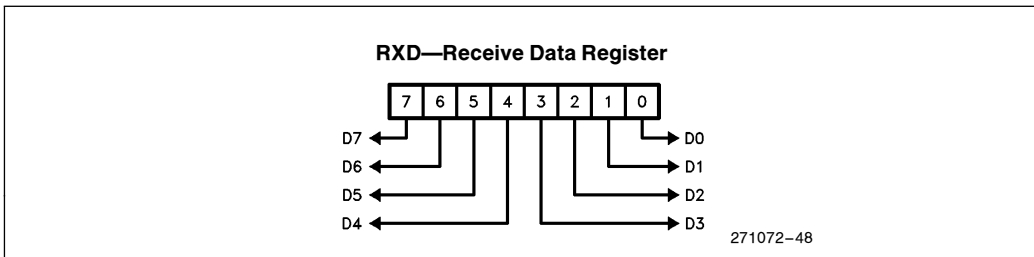 RXD—Receive Data Register
7 6 5 4 3 2 1 0
D7 D0
D6 D1
D5 D2
D4 D3
271072–48